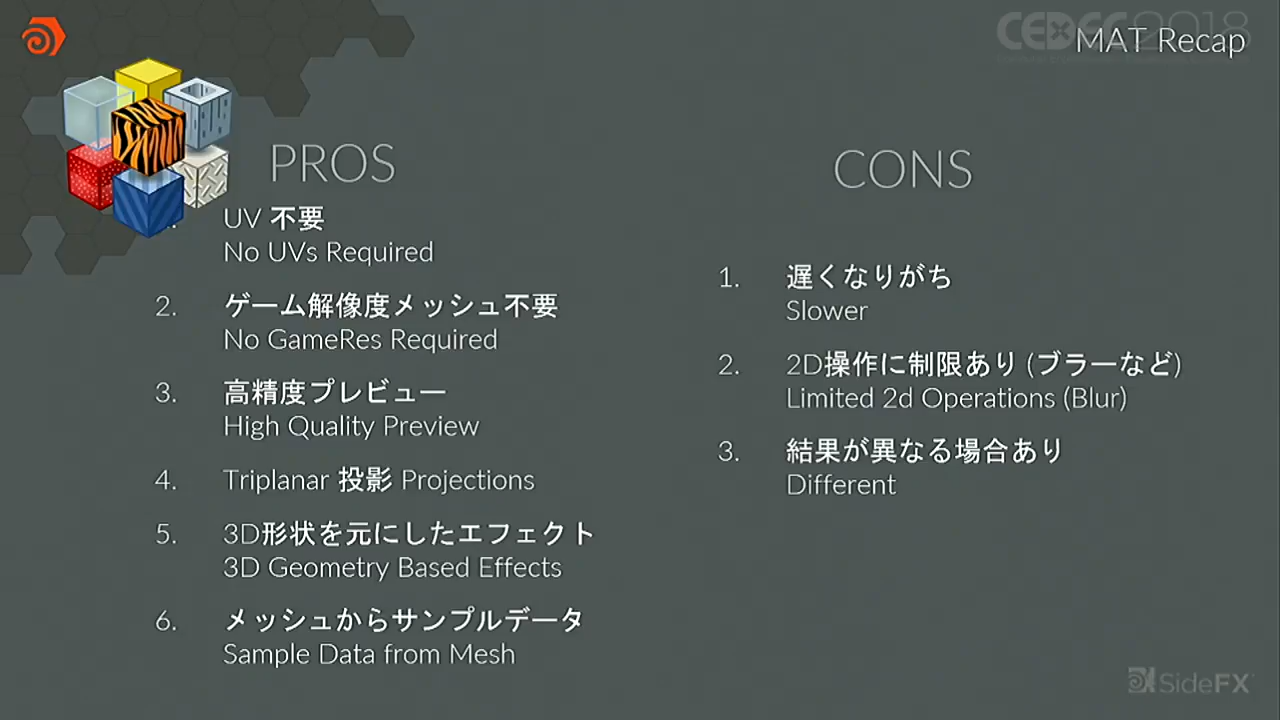 CEDEC 2018
MAT Recap
PROS
UV 不要
No UVs Required
2. ゲーム解像度メッシュ不要
No GameRes Required
3. 高精度プレビュー
High Quality Preview
4. Triplanar 投影 Projections
5. 3D形状を元にしたエフェクト
3D Geometry Based Effects
6. メッシュからサンプルデータ
Sample Data from Mesh
CONS
1. 遅くなりがち
Slower
2. 2D操作に制限あり (ブラーなど)
Limited 2d Operations (Blur)
3. 結果が異なる場合あり
Different
SideFX